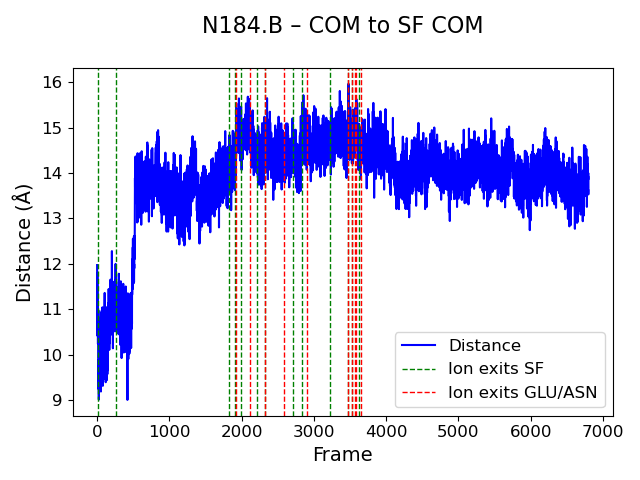 N184.B – COM to SF COM
16
15
14
13
12
11
10
9
Distance (Å)
Distance
Ion exits SF
Ion exits GLU/ASN
0 1000 2000 3000 4000 5000 6000 7000
Frame